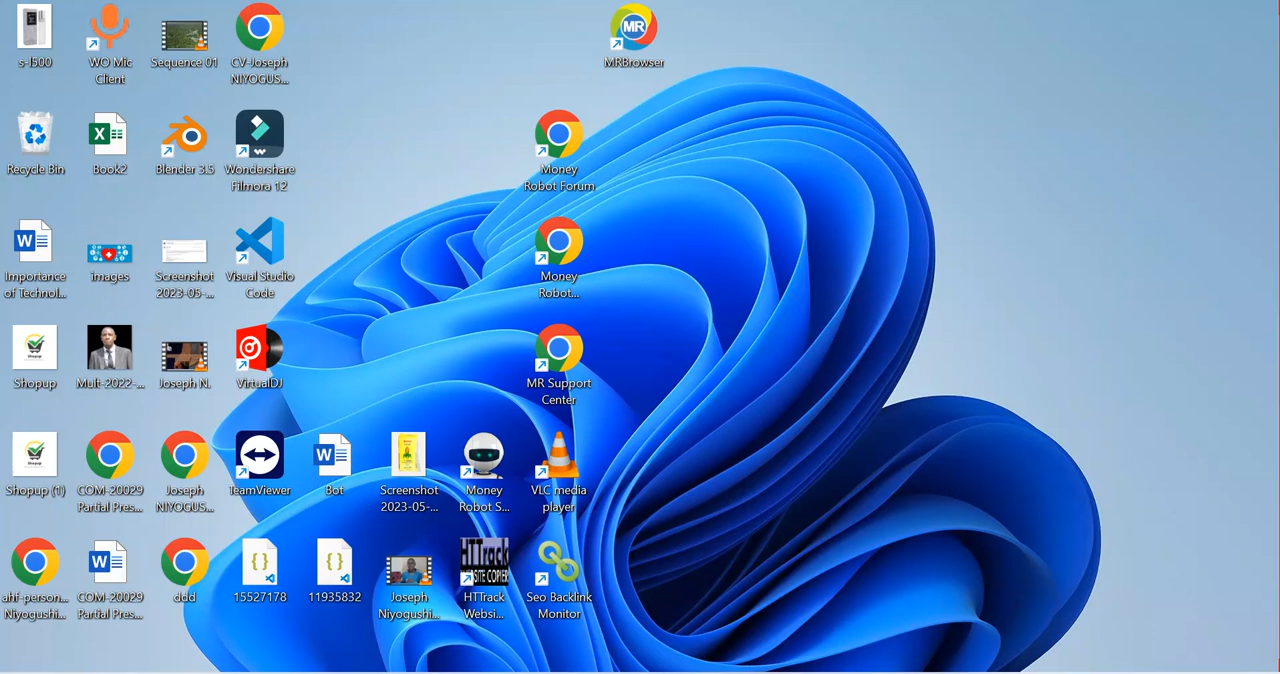 s-l500
WO Mic
Client
Sequence 01
CV-Joseph
NIYOGUS...
MR
MRBrowser
Recycle Bin
Book2
Blender 3.5
Wondershare
Filmora 12
Money
Robot Forum
Importance
of Technol...
images
Screenshot
2023-05-...
Visual Studio
Code
Money
Robot...
Shopup
Shopup
Mult-2022-...
Joseph N.
VirtualDJ
MR Support
Center
Shopup
Shopup (1)
COM-20029
Partial Pres...
Joseph
NIYOGUS...
TeamViewer
Bot
Screenshot
2023-05-...
Money
Robot S...
VLC media
player
ahif-person...
Niyogushi...
COM-20029
Partial Pres...
ddd
15527178
11935832
Joseph
Niyogushi...
HTTrack
WEBSITE COPIER
HTTrack
Websi...
Seo Backlink
Monitor